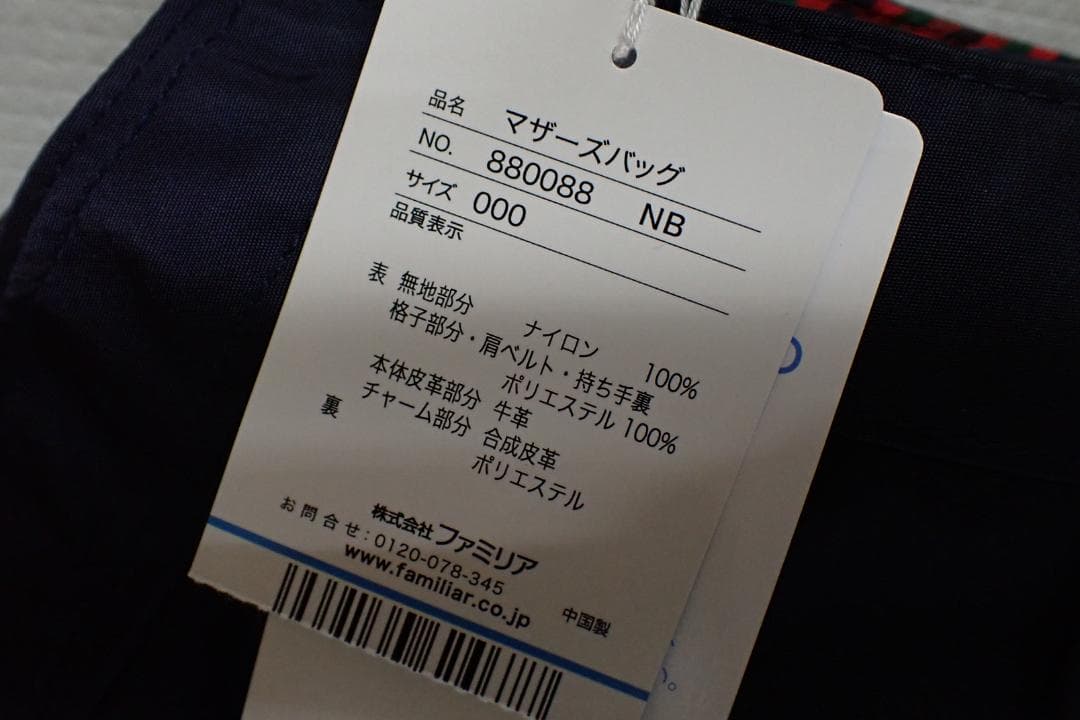 品名 マザーズバッグ
NO. 880088 NB
サイズ 000
品質表示
表 無地部分 ナイロン 100%
格子部分・肩ベルト・持ち手裏
ポリエステル 100%
本体皮革部分 牛革
チャーム部分 合成皮革
裏 ポリエステル
株式会社 ファミリア
お問合せ:0120-078-345
www.familiar.co.jp
中国製